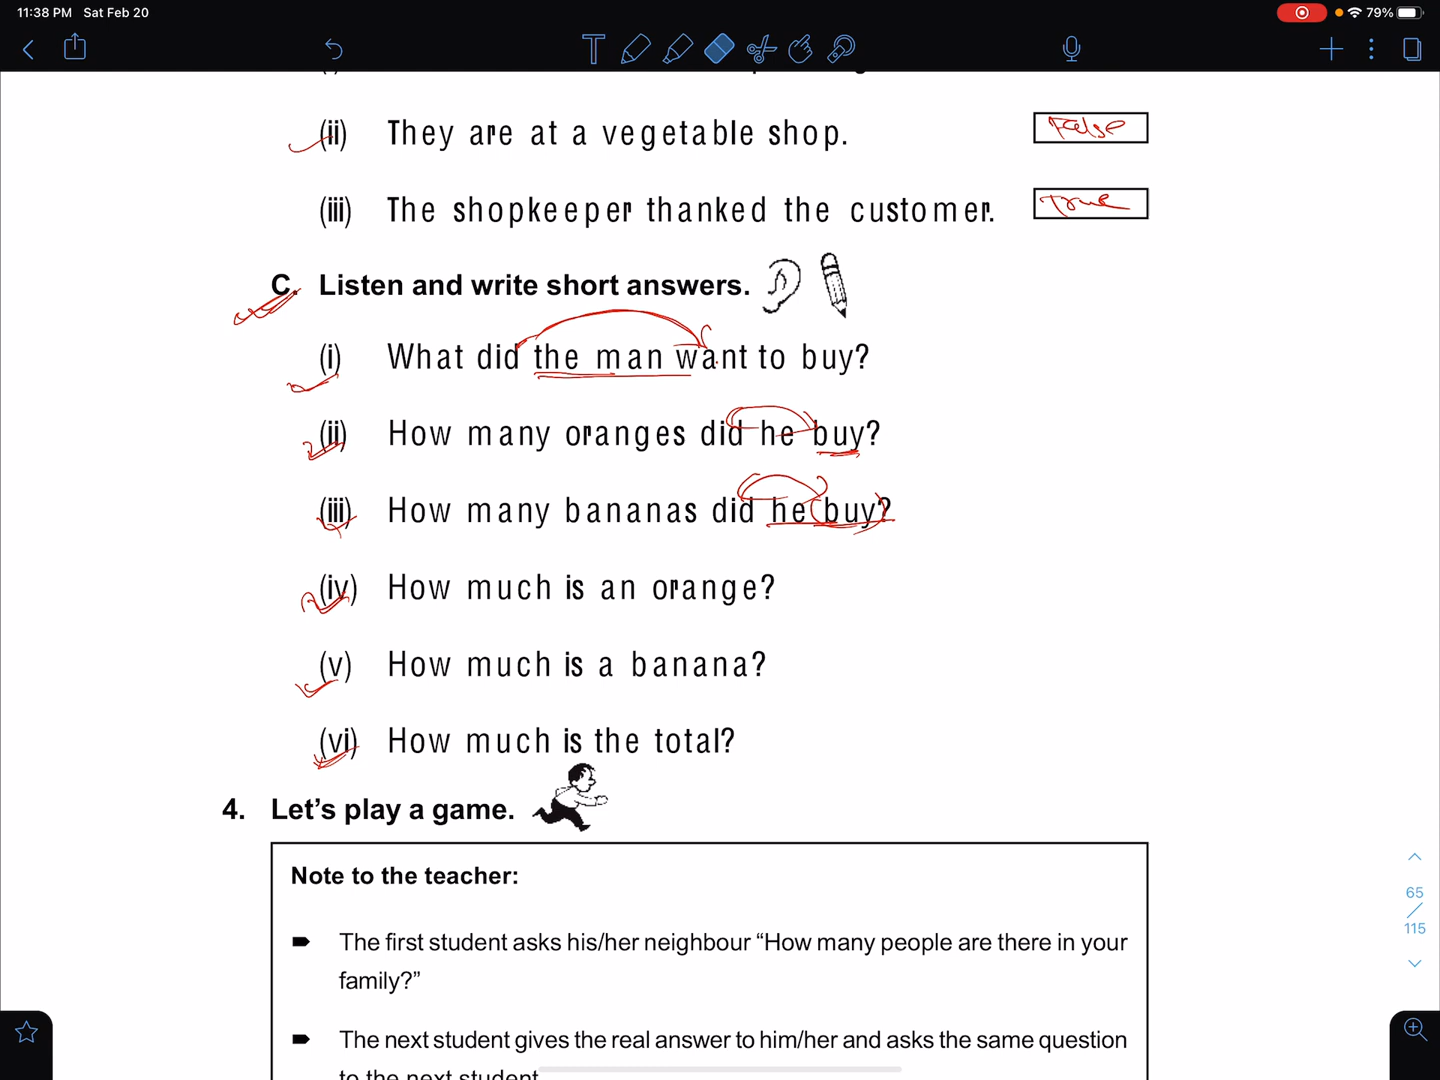 11:38 PM Sat Feb 20
79%
(ii) They are at a vegetable shop.
False
(iii) The shopkeeper thanked the customer.
True
C. Listen and write short answers.
(i) What did the man want to buy?
(ii) How many oranges did he buy?
(iii) How many bananas did he buy?
(iv) How much is an orange?
(v) How much is a banana?
(vi) How much is the total?
4. Let’s play a game.
Note to the teacher:
The first student asks his/her neighbour “How many people are there in your
family?”
The next student gives the real answer to him/her and asks the same question
to the next student
65
115